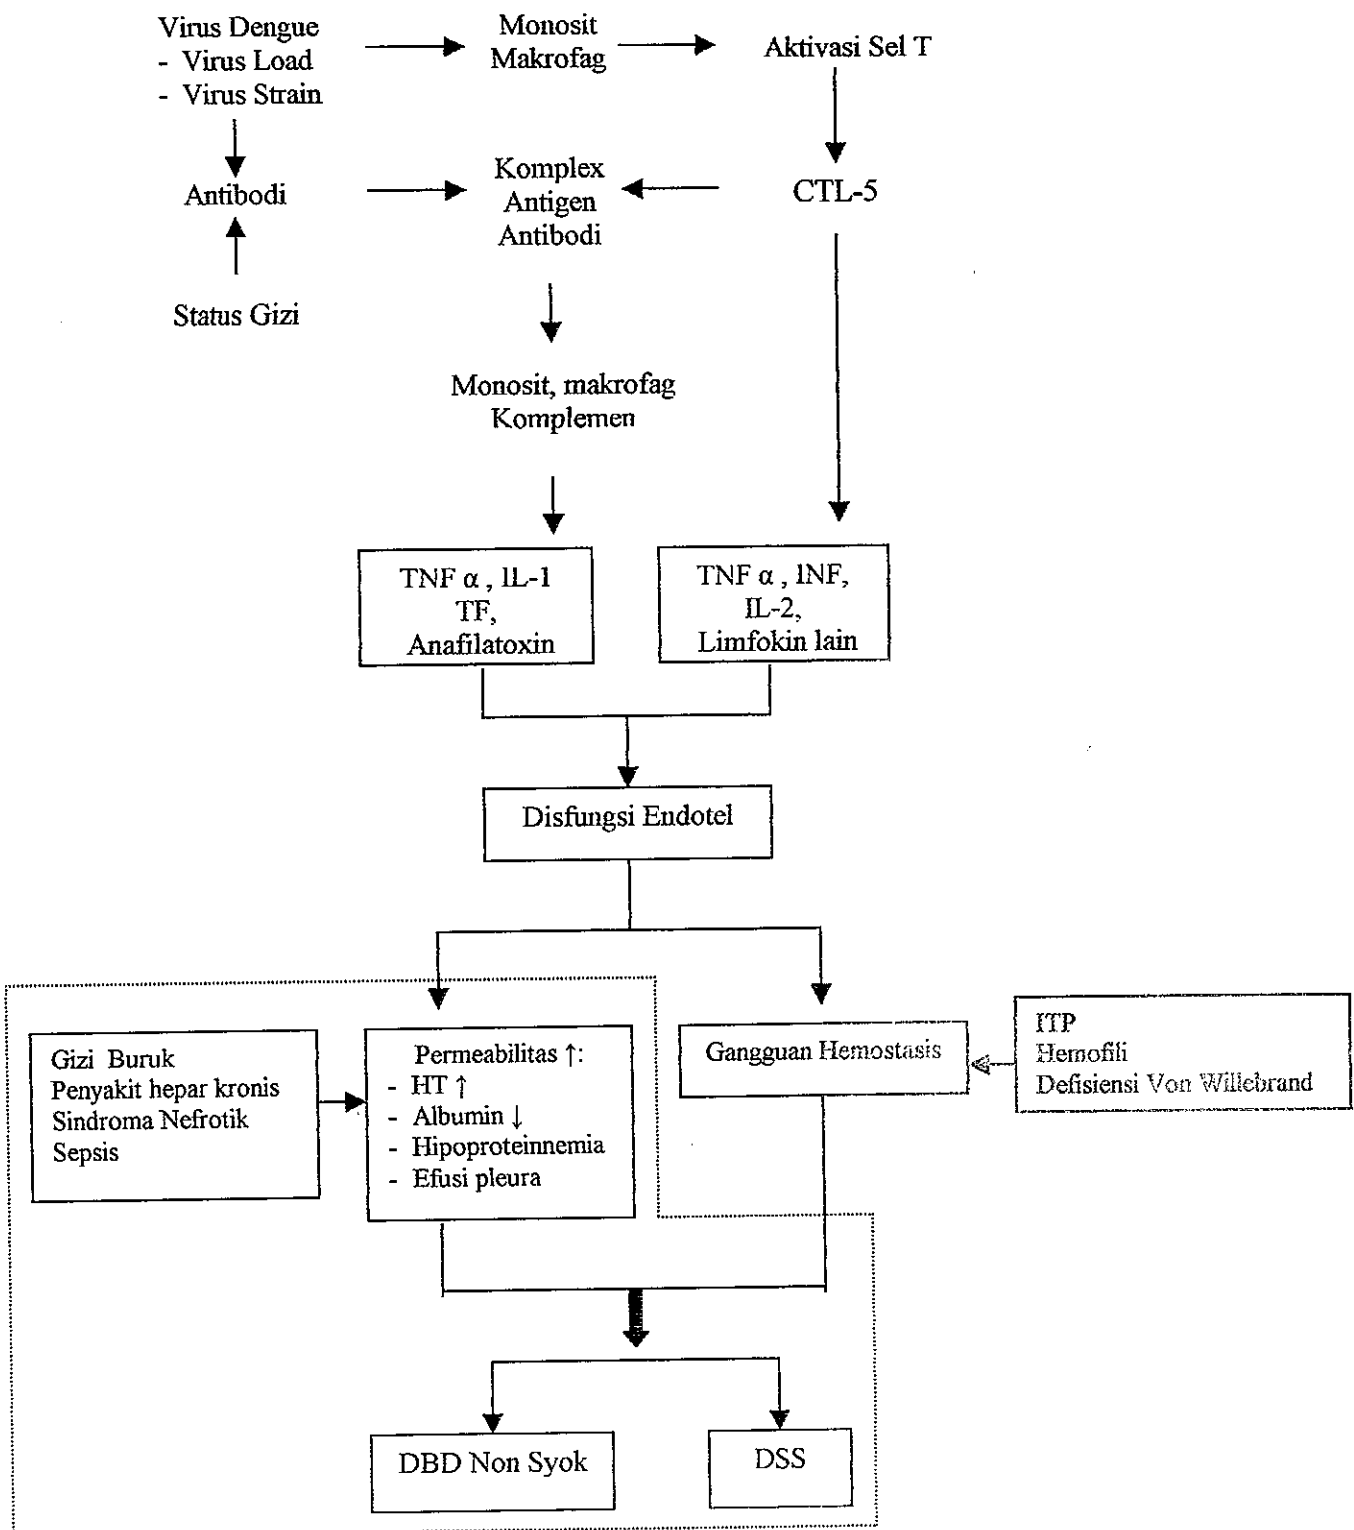 Virus Dengue
- Virus Load
- Virus Strain
Monosit
Makrofag
Aktivasi Sel T
Antibodi
Komplex
Antigen
Antibodi
CTL-5
Status Gizi
Monosit, makrofag
Komplemen
TNF α , IL-1
TF,
Anafilatoxin
TNF α , INF,
IL-2,
Limfokin lain
Disfungsi Endotel
Gizi Buruk
Penyakit hepar kronis
Sindroma Nefrotik
Sepsis
Permeabilitas ↑:
- HT ↑
- Albumin ↓
- Hipoproteinnemia
- Efusi pleura
Gangguan Hemostasis
ITP
Hemofili
Defisiensi Von Willebrand
DBD Non Syok
DSS